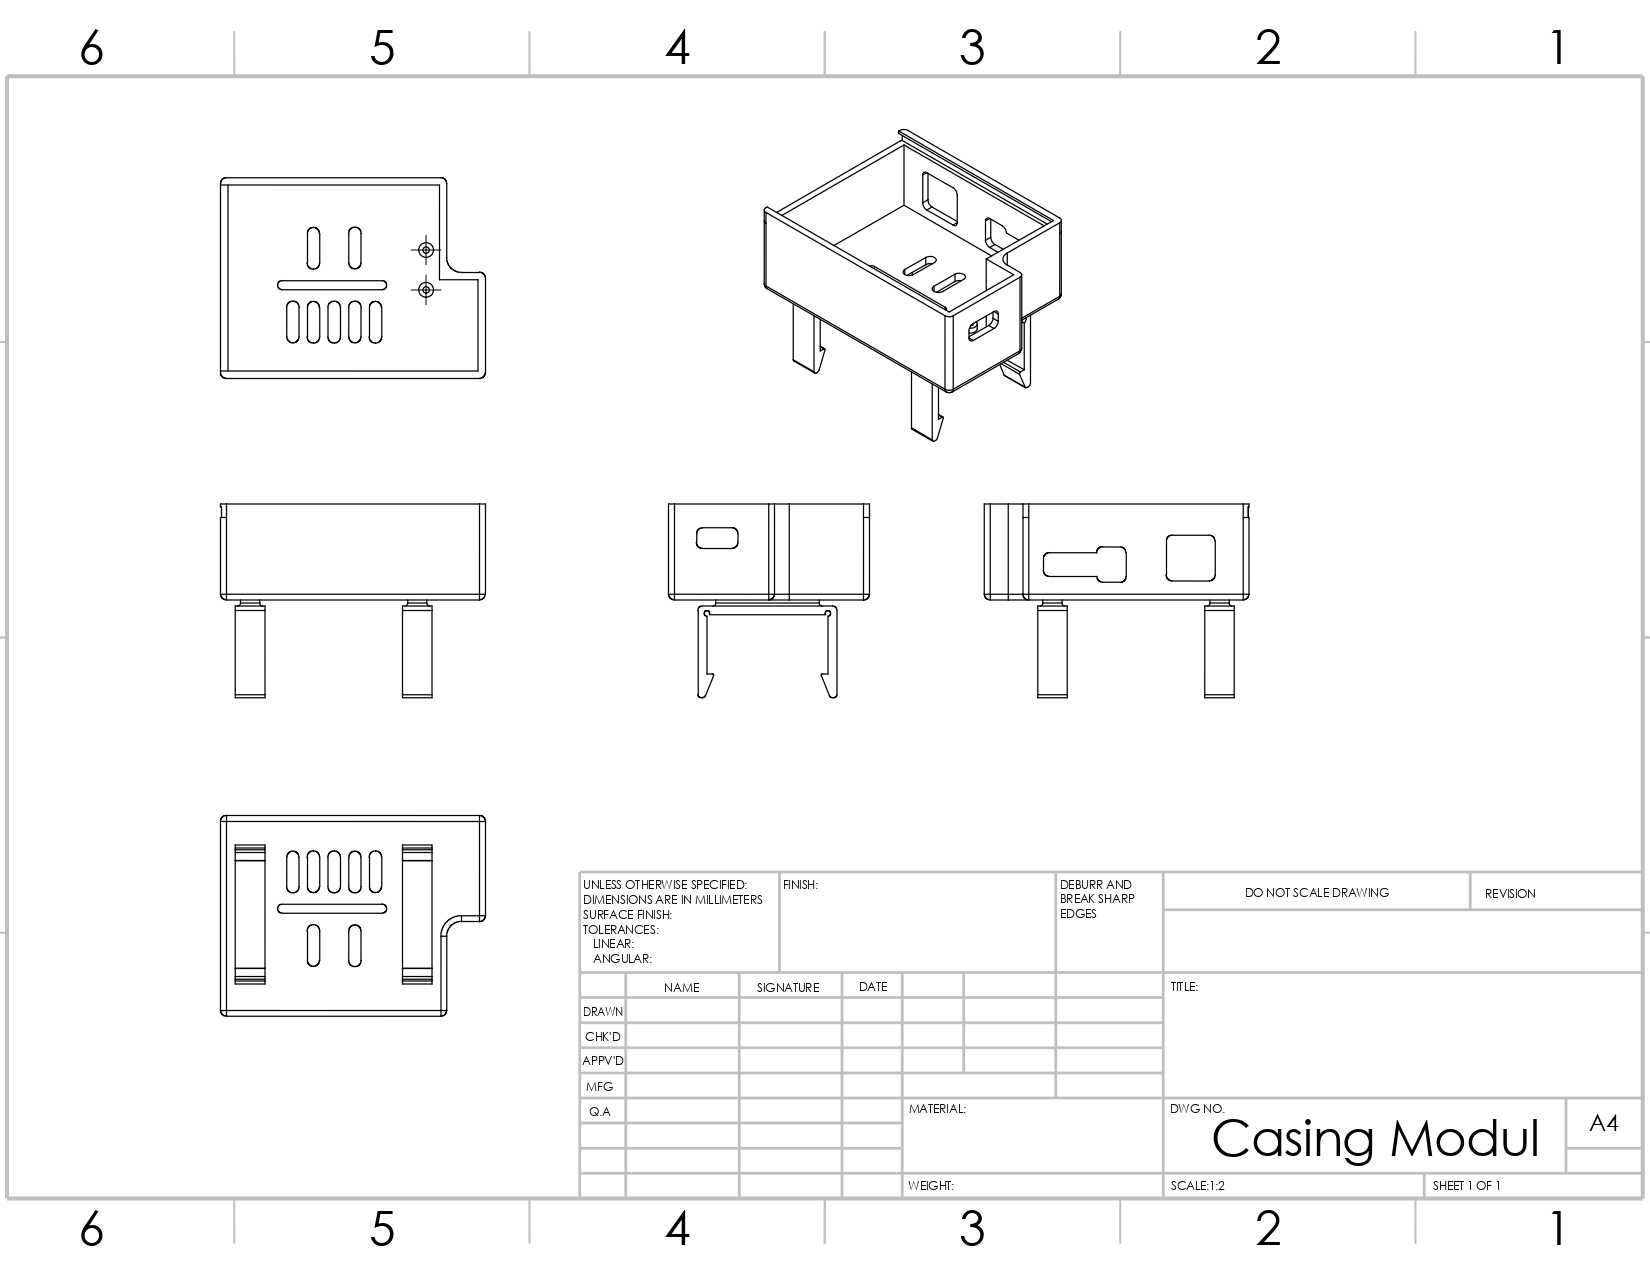 6 5 4 3 2 1
UNLESS OTHERWISE SPECIFIED:
DIMENSIONS ARE IN MILLIMETERS
SURFACE FINISH:
TOLERANCES:
LINEAR:
ANGULAR:
FINISH:
DEBURR AND
BREAK SHARP
EDGES
DO NOT SCALE DRAWING
REVISION
NAME SIGNATURE DATE
DRAWN
CHK'D
APPV'D
MFG
Q.A
TITLE:
MATERIAL:
DWG NO.
Casing Modul
A4
WEIGHT:
SCALE:1:2
SHEET 1 OF 1
6 5 4 3 2 1